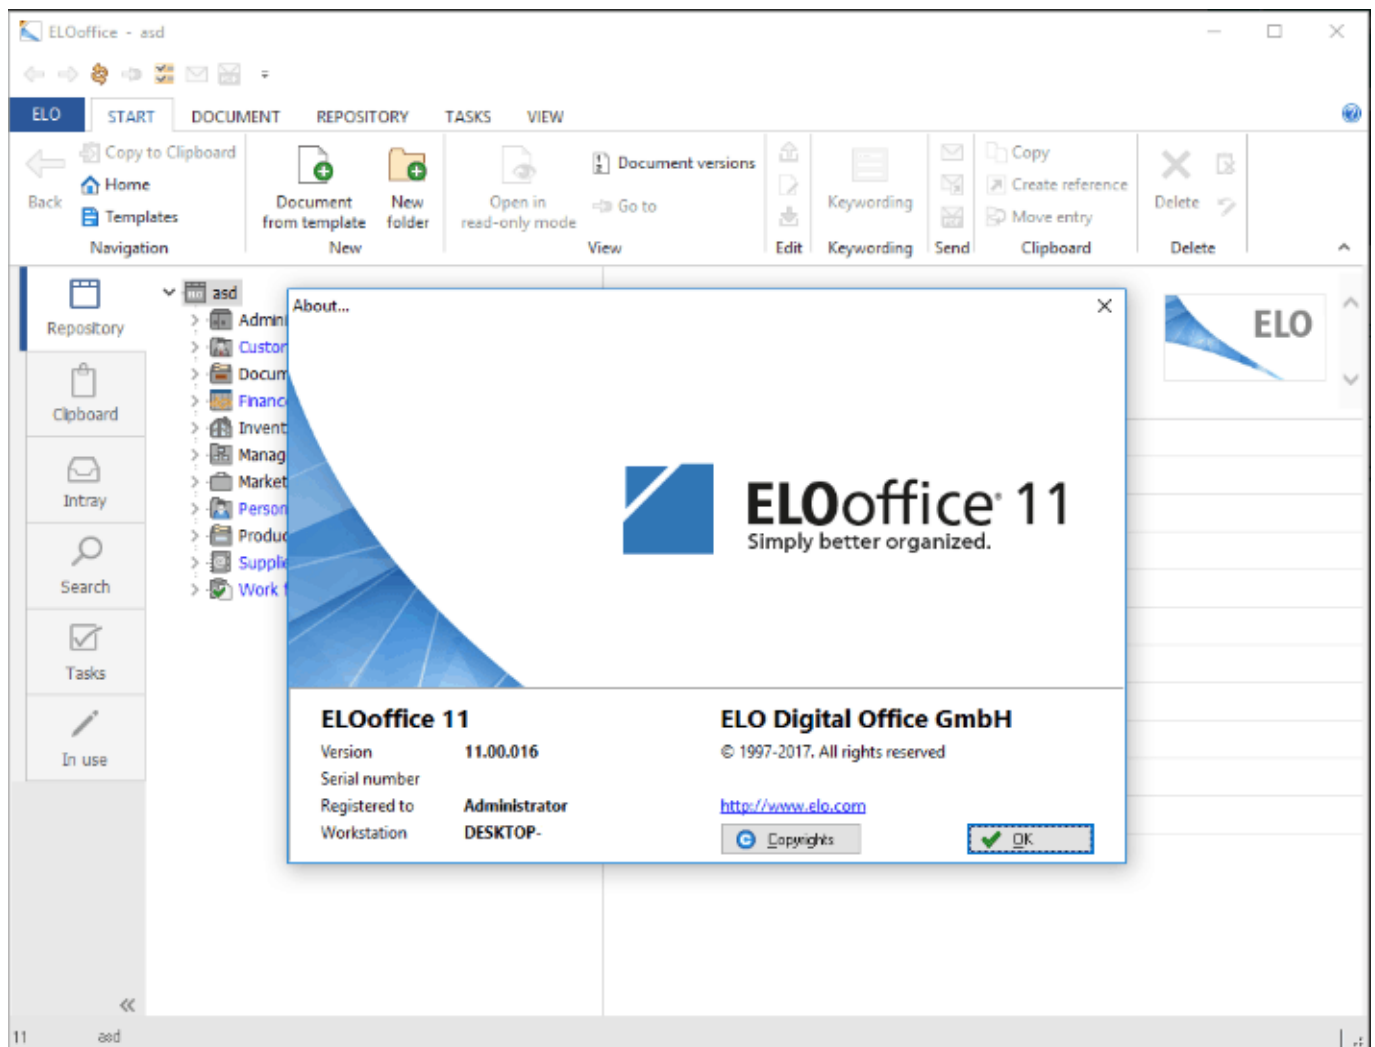 ELOoffice - asd
ELO START DOCUMENT REPOSITORY TASKS VIEW
Back
Copy to Clipboard
Home
Templates
Navigation
Document
from template
New
folder
New
Open in
read-only mode
Document versions
Go to
View
Edit
Keywording
Keywording
Send
Copy
Create reference
Move entry
Clipboard
Delete
Delete
Repository
Clipboard
Intray
Search
Tasks
In use
asd
Admini
Custor
Docum
Financ
Invent
Manag
Market
Person
Produc
Supplie
Work f
ELO
About...
ELOoffice 11
Simply better organized.
ELOoffice 11
Version 11.00.016
Serial number
Registered to Administrator
Workstation DESKTOP-
ELO Digital Office GmbH
© 1997-2017. All rights reserved
http://www.elo.com
Copyrights
OK
11 asd